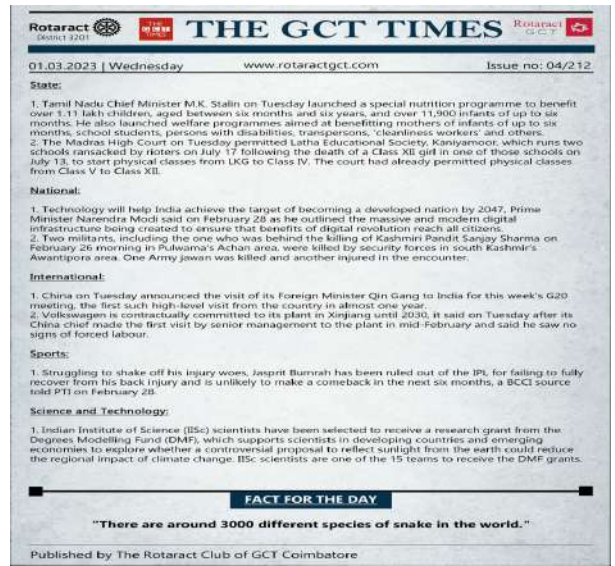 Rotaract
District 3201
THE
TIMES
THE GCT TIMES
Rotaract
GCT
01.03.2023 | Wednesday
www.rotaractgct.com
Issue no: 04/212
State:
1. Tamil Nadu Chief Minister M.K. Stalin on Tuesday launched a special nutrition programme to benefit
over 1.11 lakh children, aged between six months and six years, and over 11,900 infants of up to six
months. He also launched welfare programmes aimed at benefitting mothers of infants of up to six
months, school students, persons with disabilities, transpersons, 'cleanliness workers' and others.
2. The Madras High Court on Tuesday permitted Latha Educational Society, Kaniyamoor, which runs two
schools ransacked by rioters on July 17 following the death of a Class XII girl in one of those schools on
July 13, to start physical classes from LKG to Class IV. The court had already permitted physical classes
from Class V to Class XII.
National:
1. Technology will help India achieve the target of becoming a developed nation by 2047, Prime
Minister Narendra Modi said on February 28 as he outlined the massive and modern digital
infrastructure being created to ensure that benefits of digital revolution reach all citizens.
2. Two militants, including the one who was behind the killing of Kashmiri Pandit Sanjay Sharma on
February 26 morning in Pulwama's Achan area, were killed by security forces in south Kashmir's
Awantipora area. One Army jawan was killed and another injured in the encounter.
International:
1. China on Tuesday announced the visit of its Foreign Minister Qin Gang to India for this week's G20
meeting, the first such high-level visit from the country in almost one year.
2. Volkswagen is contractually committed to its plant in Xinjiang until 2030, it said on Tuesday after its
China chief made the first visit by senior management to the plant in mid-February and said he saw no
signs of forced labour.
Sports:
1. Struggling to shake off his injury woes, Jasprit Bumrah has been ruled out of the IPL for failing to fully
recover from his back injury and is unlikely to make a comeback in the next six months, a BCCI source
told PTI on February 28.
Science and Technology:
1. Indian Institute of Science (IISc) scientists have been selected to receive a research grant from the
Degrees Modelling Fund (DMF), which supports scientists in developing countries and emerging
economies to explore whether a controversial proposal to reflect sunlight from the earth could reduce
the regional impact of climate change. IISc scientists are one of the 15 teams to receive the DMF grants.
FACT FOR THE DAY
"There are around 3000 different species of snake in the world."
Published by The Rotaract Club of GCT Coimbatore